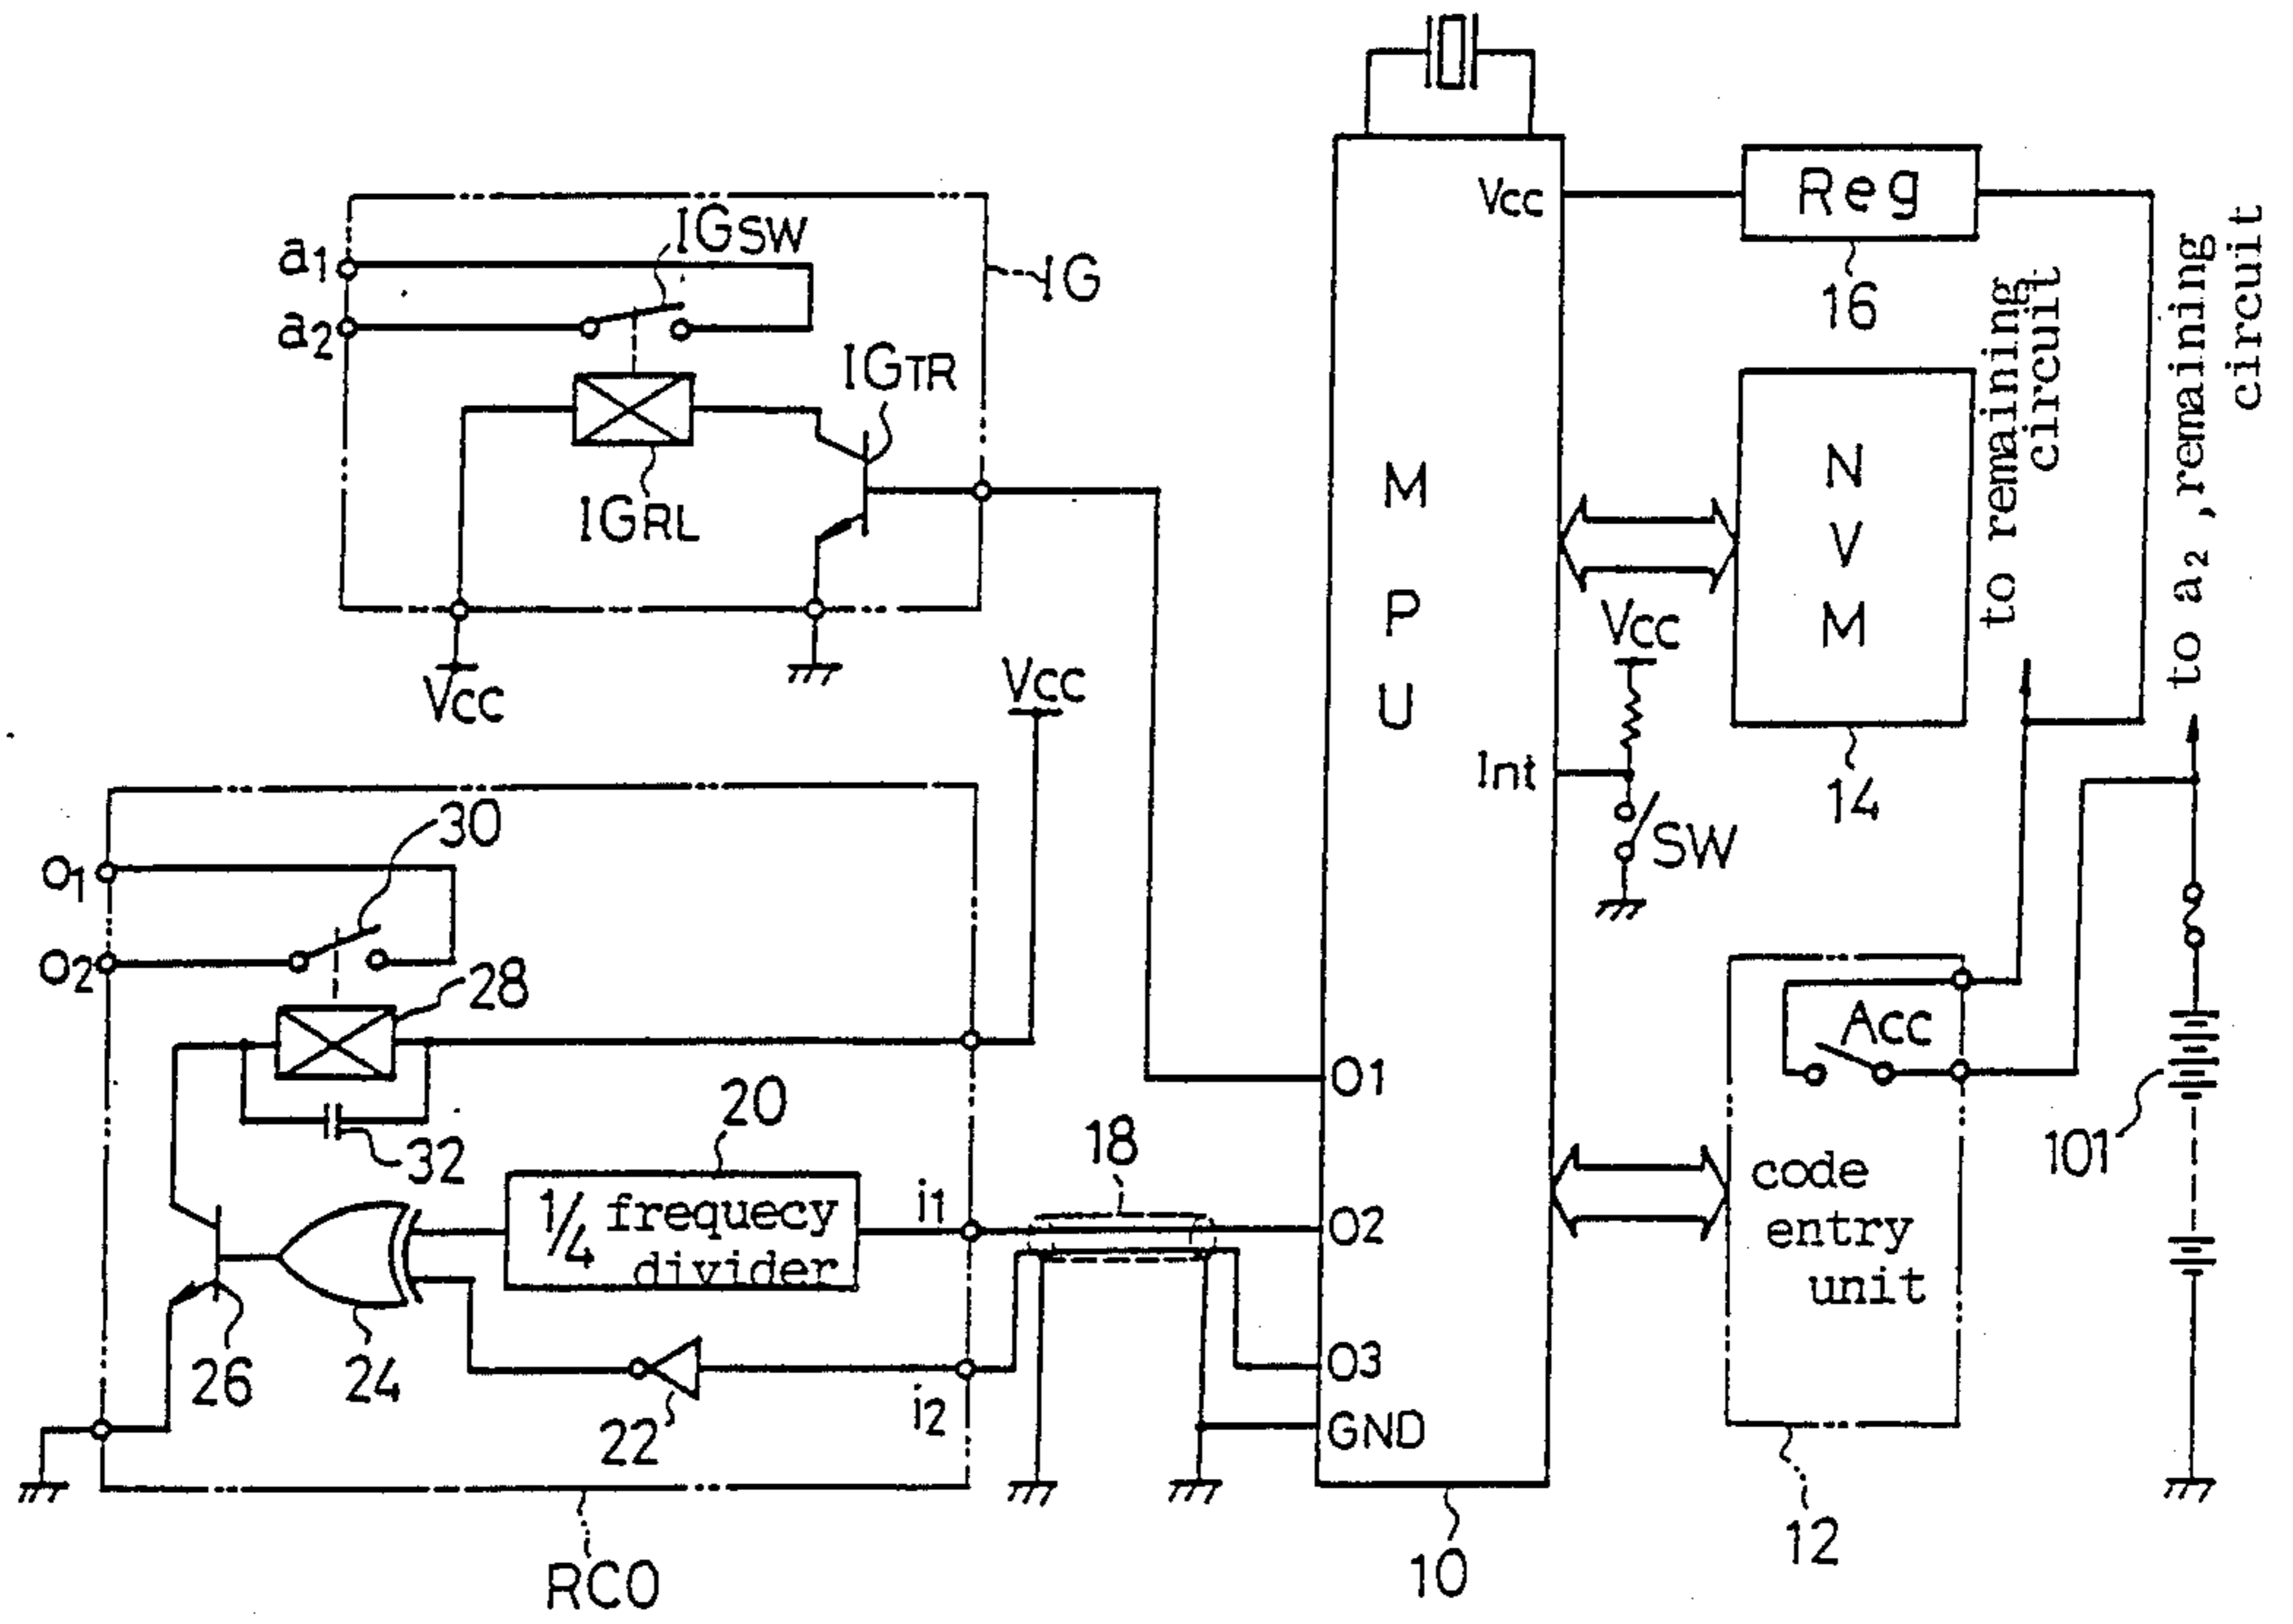 Vcc
Reg
16
to remaining
circuit
to a2 , remaining
circuit
a1
IGSW
IG
a2
IGTR
IGRL
Vcc
M
P
U
N
V
M
14
Vcc
Int
SW
Vcc
O1
30
O2
28
32
20
1/4 frequecy
divider
i1
18
O1
O2
O3
GND
Acc
code
entry
unit
101
26
24
22
i2
RCO
10
12